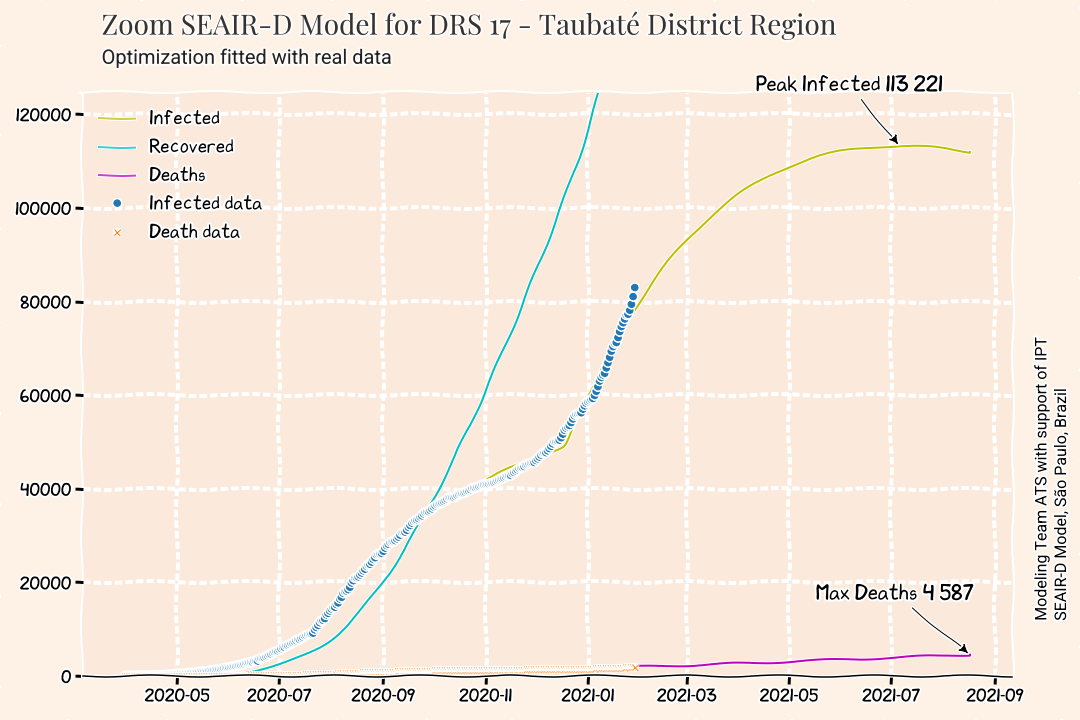 Zoom SEAIR-D Model for DRS 17 - Taubaté District Region
Optimization fitted with real data
Peak Infected 113 221
Infected
Recovered
Deaths
Infected data
Death data
120000
100000
80000
60000
40000
20000
0
Max Deaths 4 587
2020-05
2020-07
2020-09
2020-11
2021-01
2021-03
2021-05
2021-07
2021-09
Modeling Team ATS with support of IPT
SEAIR-D Model, São Paulo, Brazil